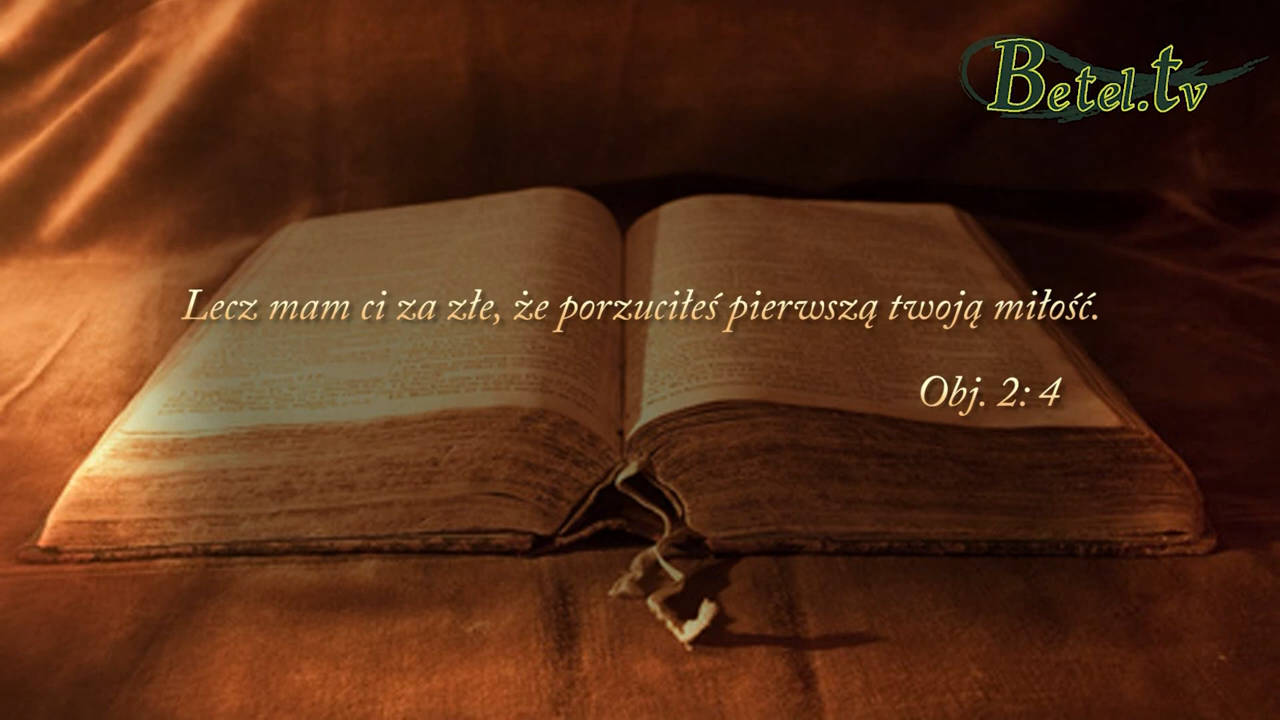 Betel.tv
Lecz mam ci za złe, że porzuciłeś pierwszą twoją miłość.
Obj. 2: 4